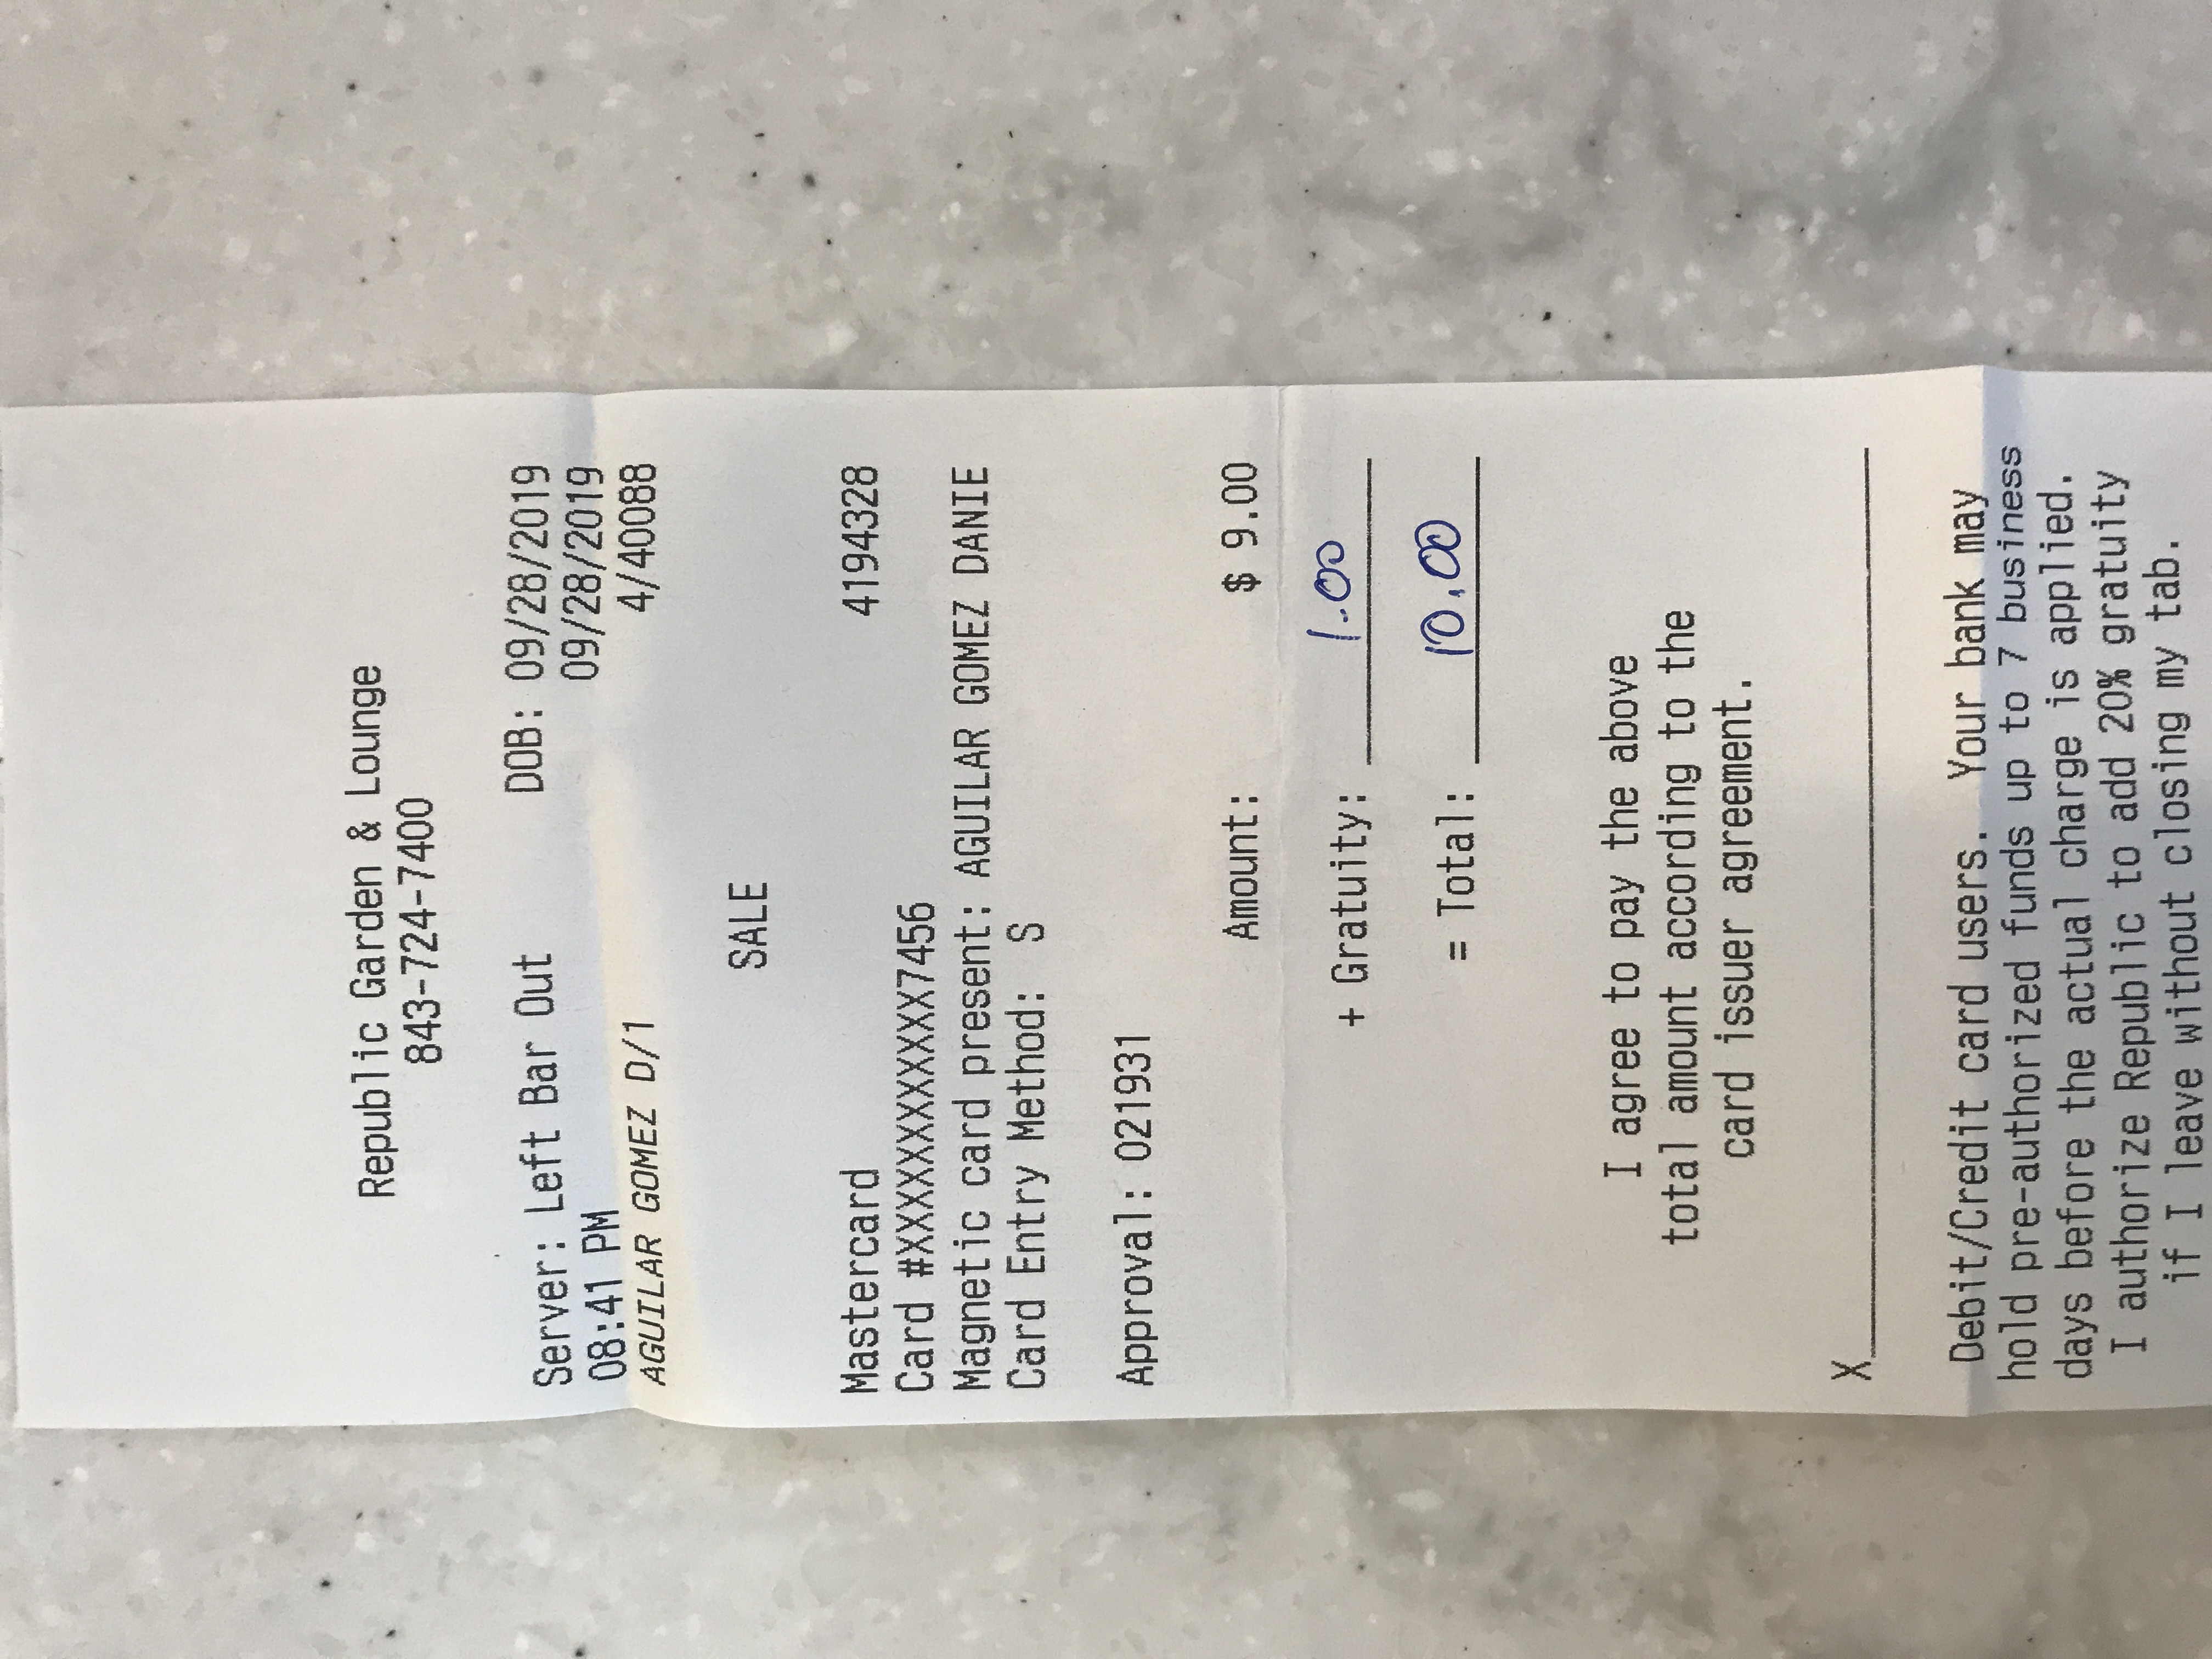 Republic Garden & Lounge
843-724-7400
Server: Left Bar Out DOB: 09/28/2019
08:41 PM 09/28/2019
AGUILAR GOMEZ D/1 4/40088
SALE
Mastercard 4194328
Card #XXXXXXXXXXXX7456
Magnetic card present: AGUILAR GOMEZ DANIE
Card Entry Method: S
Approval: 021931
Amount: $ 9.00
+ Gratuity: 1.00
= Total: 10.00
I agree to pay the above
total amount according to the
card issuer agreement.
X
Debit/Credit card users. Your bank may
hold pre-authorized funds up to 7 business
days before the actual charge is applied.
I authorize Republic to add 20% gratuity
if I leave without closing my tab.